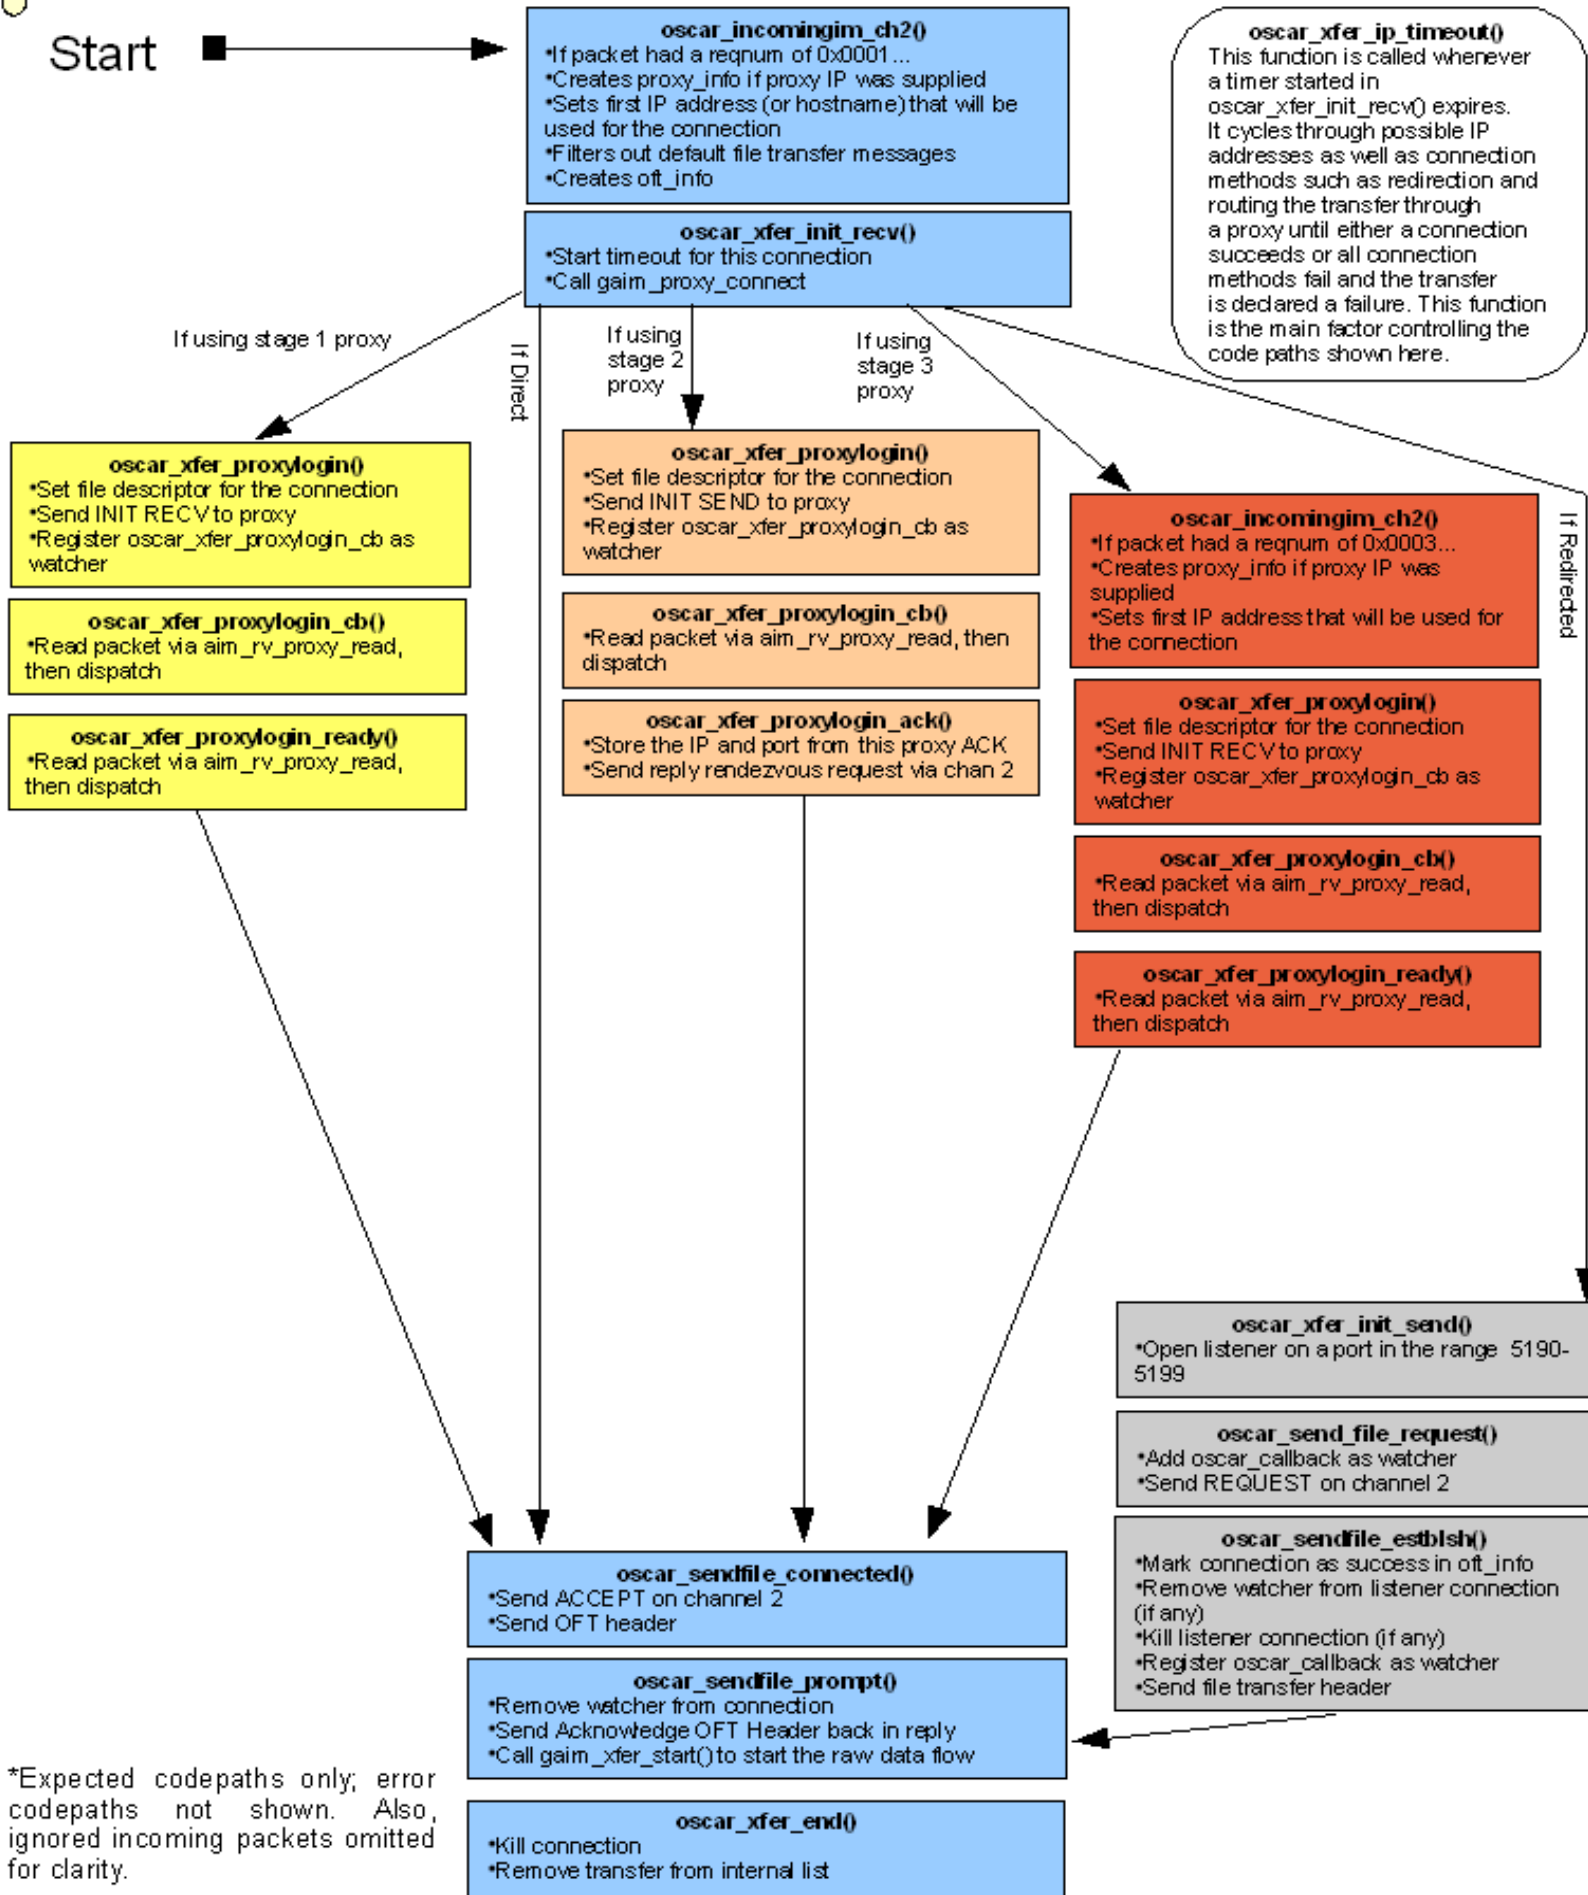 Start
oscar_incomingim_ch2()
•If packet had a reqnum of 0x0001...
•Creates proxy_info if proxy IP was supplied
•Sets first IP address (or hostname) that will be
used for the connection
•Filters out default file transfer messages
•Creates oft_info
oscar_xfer_init_recv()
•Start timeout for this connection
•Call gaim_proxy_connect
oscar_xfer_ip_timeout()
This function is called whenever
a timer started in
oscar_xfer_init_recv() expires.
It cycles through possible IP
addresses as well as connection
methods such as redirection and
routing the transfer through
a proxy until either a connection
succeeds or all connection
methods fail and the transfer
is declared a failure. This function
is the main factor controlling the
code paths shown here.
If using stage 1 proxy
If Direct
If using
stage 2
proxy
If using
stage 3
proxy
If Redirected
oscar_xfer_proxylogin()
•Set file descriptor for the connection
•Send INIT RECV to proxy
•Register oscar_xfer_proxylogin_cb as
watcher
oscar_xfer_proxylogin_cb()
•Read packet via aim_rv_proxy_read,
then dispatch
oscar_xfer_proxylogin_ready()
•Read packet via aim_rv_proxy_read,
then dispatch
oscar_xfer_proxylogin()
•Set file descriptor for the connection
•Send INIT SEND to proxy
•Register oscar_xfer_proxylogin_cb as
watcher
oscar_xfer_proxylogin_cb()
•Read packet via aim_rv_proxy_read, then
dispatch
oscar_xfer_proxylogin_ack()
•Store the IP and port from this proxy ACK
•Send reply rendezvous request via chan 2
oscar_incomingim_ch2()
•If packet had a reqnum of 0x0003...
•Creates proxy_info if proxy IP was
supplied
•Sets first IP address that will be used for
the connection
oscar_xfer_proxylogin()
•Set file descriptor for the connection
•Send INIT RECV to proxy
•Register oscar_xfer_proxylogin_cb as
watcher
oscar_xfer_proxylogin_cb()
•Read packet via aim_rv_proxy_read,
then dispatch
oscar_xfer_proxylogin_ready()
•Read packet via aim_rv_proxy_read,
then dispatch
oscar_xfer_init_send()
•Open listener on a port in the range 5190-
5199
oscar_send_file_request()
•Add oscar_callback as watcher
•Send REQUEST on channel 2
oscar_sendfile_estblsh()
•Mark connection as success in oft_info
•Remove watcher from listener connection
(if any)
•Kill listener connection (if any)
•Register oscar_callback as watcher
•Send file transfer header
oscar_sendfile_connected()
•Send ACCEPT on channel 2
•Send OFT header
oscar_sendfile_prompt()
•Remove watcher from connection
•Send Acknowledge OFT Header back in reply
•Call gaim_xfer_start() to start the raw data flow
oscar_xfer_end()
•Kill connection
•Remove transfer from internal list
*Expected codepaths only; error
codepaths not shown. Also,
ignored incoming packets omitted
for clarity.